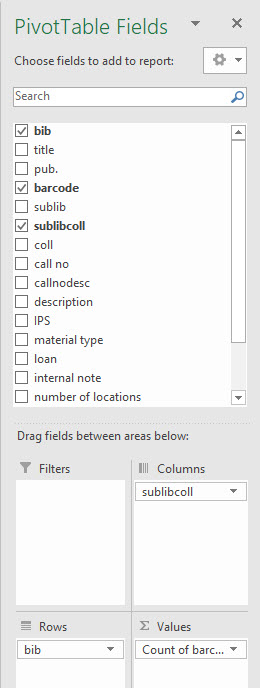 PivotTable Fields
Choose fields to add to report:
Search
bib
title
pub.
barcode
sublib
sublibcoll
coll
call no
callnodesc
description
IPS
material type
loan
internal note
number of locations
Drag fields between areas below:
Filters
Columns
sublibcoll
Rows
Σ Values
bib
Count of barc...